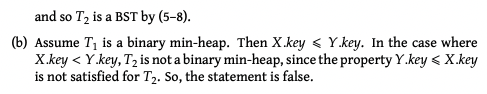 and so T₂ is a BST by (5–8).
(b) Assume T₁ is a binary min-heap. Then X.key ⩽ Y.key. In the case where
X.key < Y.key, T₂ is not a binary min-heap, since the property Y.key ⩽ X.key
is not satisfied for T₂. So, the statement is false.